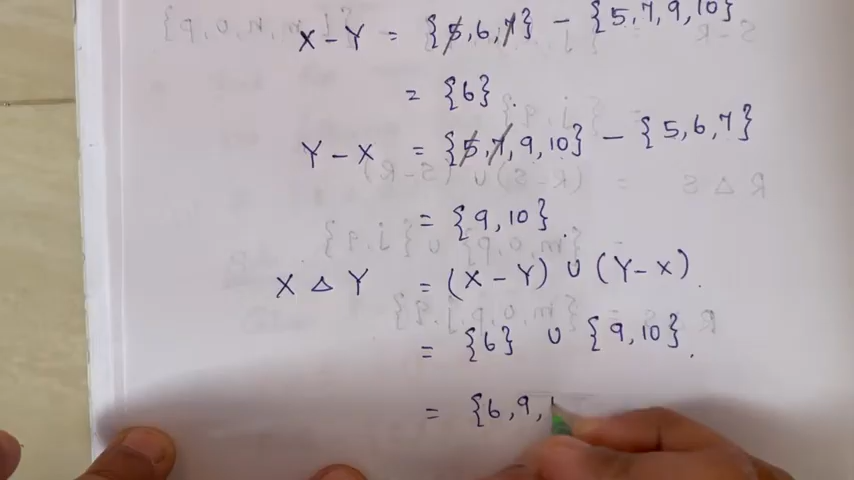 X - Y = {5, 6, 7} - {5, 7, 9, 10}
= {6}.
Y - X = {5, 7, 9, 10} - {5, 6, 7}
= {9, 10}.
X Δ Y = (X - Y) ∪ (Y - X).
= {6} ∪ {9, 10}.
= {6, 9, 1